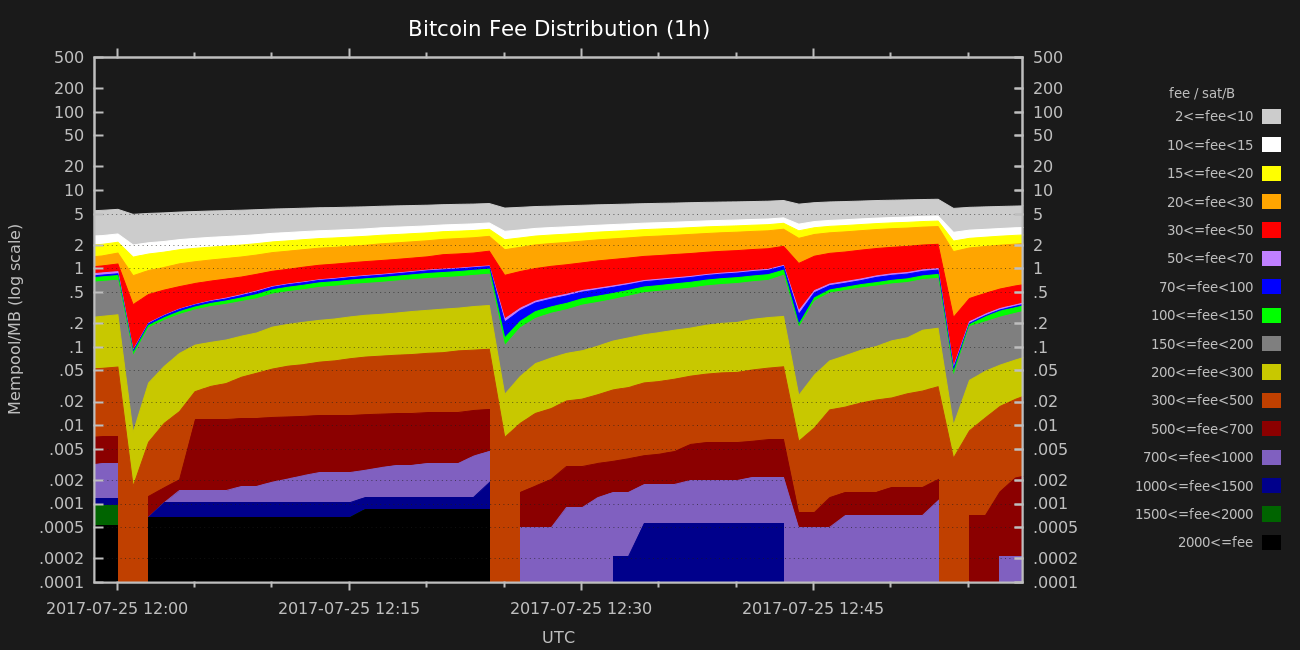 Bitcoin Fee Distribution (1h)
500 500
200 200
100 100
50 50
20 20
10 10
5 5
2 2
1 1
.5 .5
.2 .2
.1 .1
.05 .05
.02 .02
.01 .01
.005 .005
.002 .002
.001 .001
.0005 .0005
.0002 .0002
.0001 .0001
Mempool/MB (log scale)
2017-07-25 12:00 2017-07-25 12:15 2017-07-25 12:30 2017-07-25 12:45
UTC
fee / sat/B
2<=fee<10
10<=fee<15
15<=fee<20
20<=fee<30
30<=fee<50
50<=fee<70
70<=fee<100
100<=fee<150
150<=fee<200
200<=fee<300
300<=fee<500
500<=fee<700
700<=fee<1000
1000<=fee<1500
1500<=fee<2000
2000<=fee